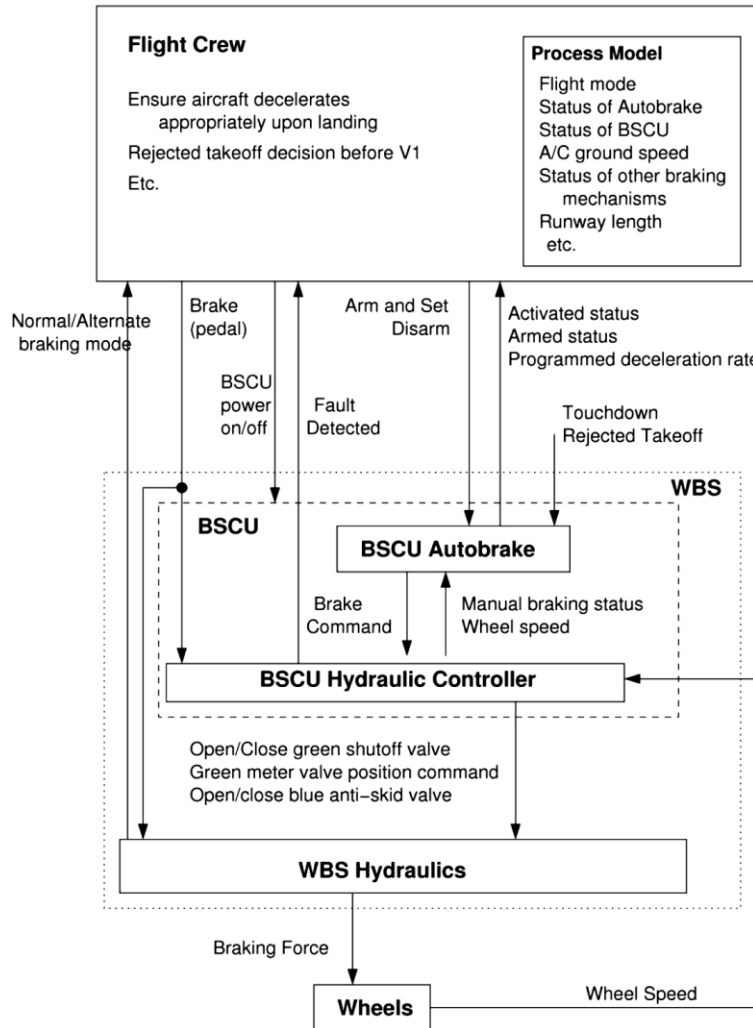 Flight Crew
Ensure aircraft decelerates
appropriately upon landing
Rejected takeoff decision before V1
Etc.
Process Model
Flight mode
Status of Autobrake
Status of BSCU
A/C ground speed
Status of other braking
mechanisms
Runway length
etc.
Normal/Alternate
braking mode
Brake
(pedal)
BSCU
power
on/off
Fault
Detected
Arm and Set
Disarm
Activated status
Armed status
Programmed deceleration rate
Touchdown
Rejected Takeoff
WBS
BSCU
BSCU Autobrake
Brake
Command
Manual braking status
Wheel speed
BSCU Hydraulic Controller
Open/Close green shutoff valve
Green meter valve position command
Open/close blue anti−skid valve
WBS Hydraulics
Braking Force
Wheels
Wheel Speed